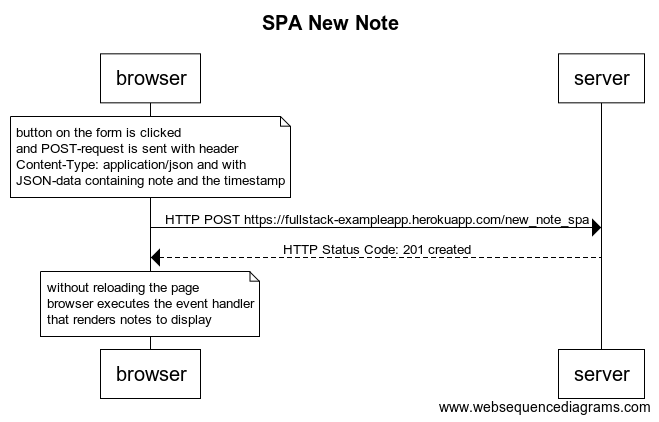 SPA New Note
browser
server
button on the form is clicked
and POST-request is sent with header
Content-Type: application/json and with
JSON-data containing note and the timestamp
HTTP POST https://fullstack-exampleapp.herokuapp.com/new_note_spa
HTTP Status Code: 201 created
without reloading the page
browser executes the event handler
that renders notes to display
browser
server
www.websequencediagrams.com